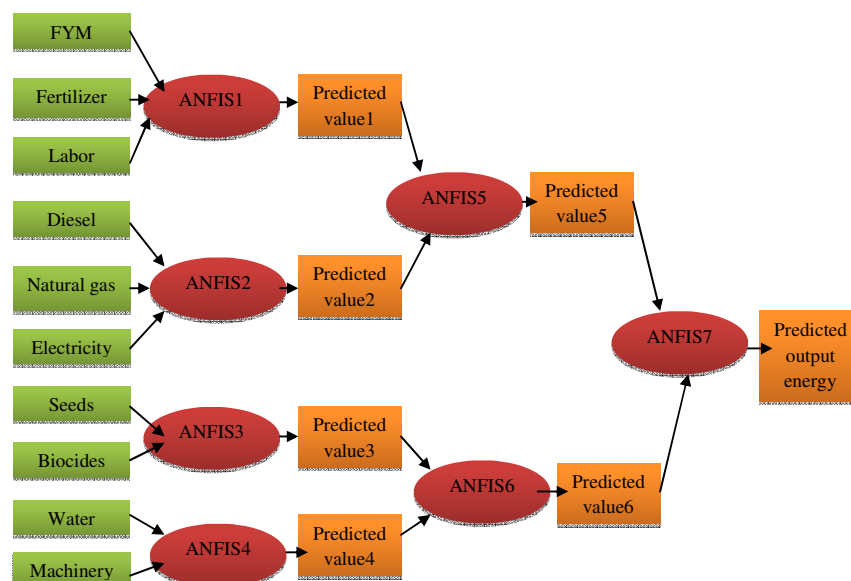 FYM
Fertilizer
Labor
ANFIS1
Predicted
value1
Diesel
Natural gas
Electricity
ANFIS2
Predicted
value2
ANFIS5
Predicted
value5
Seeds
Biocides
ANFIS3
Predicted
value3
Water
Machinery
ANFIS4
Predicted
value4
ANFIS6
Predicted
value6
ANFIS7
Predicted
output
energy